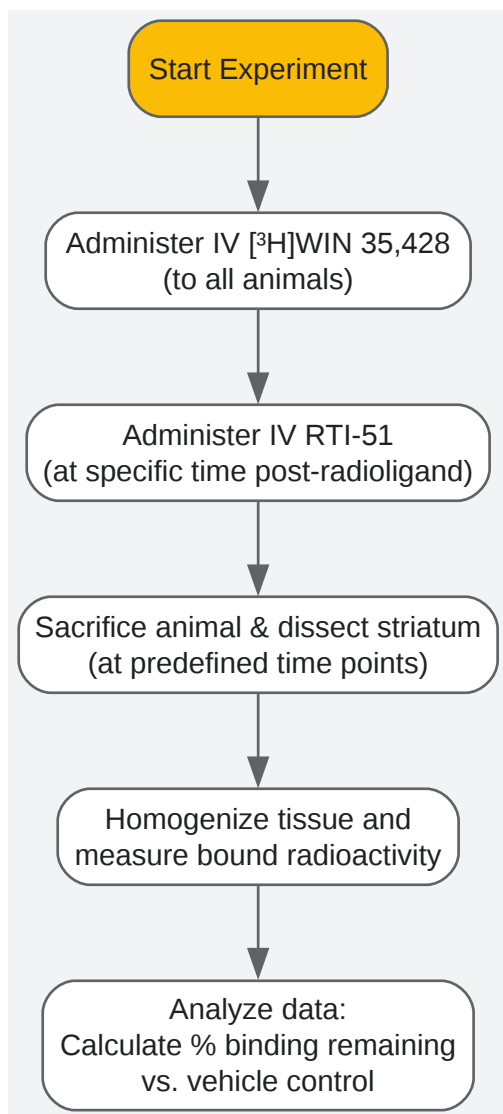 Start Experiment
Administer IV [³H]WIN 35,428
(to all animals)
Administer IV RTI-51
(at specific time post-radioligand)
Sacrifice animal & dissect striatum
(at predefined time points)
Homogenize tissue and
measure bound radioactivity
Analyze data:
Calculate % binding remaining
vs. vehicle control